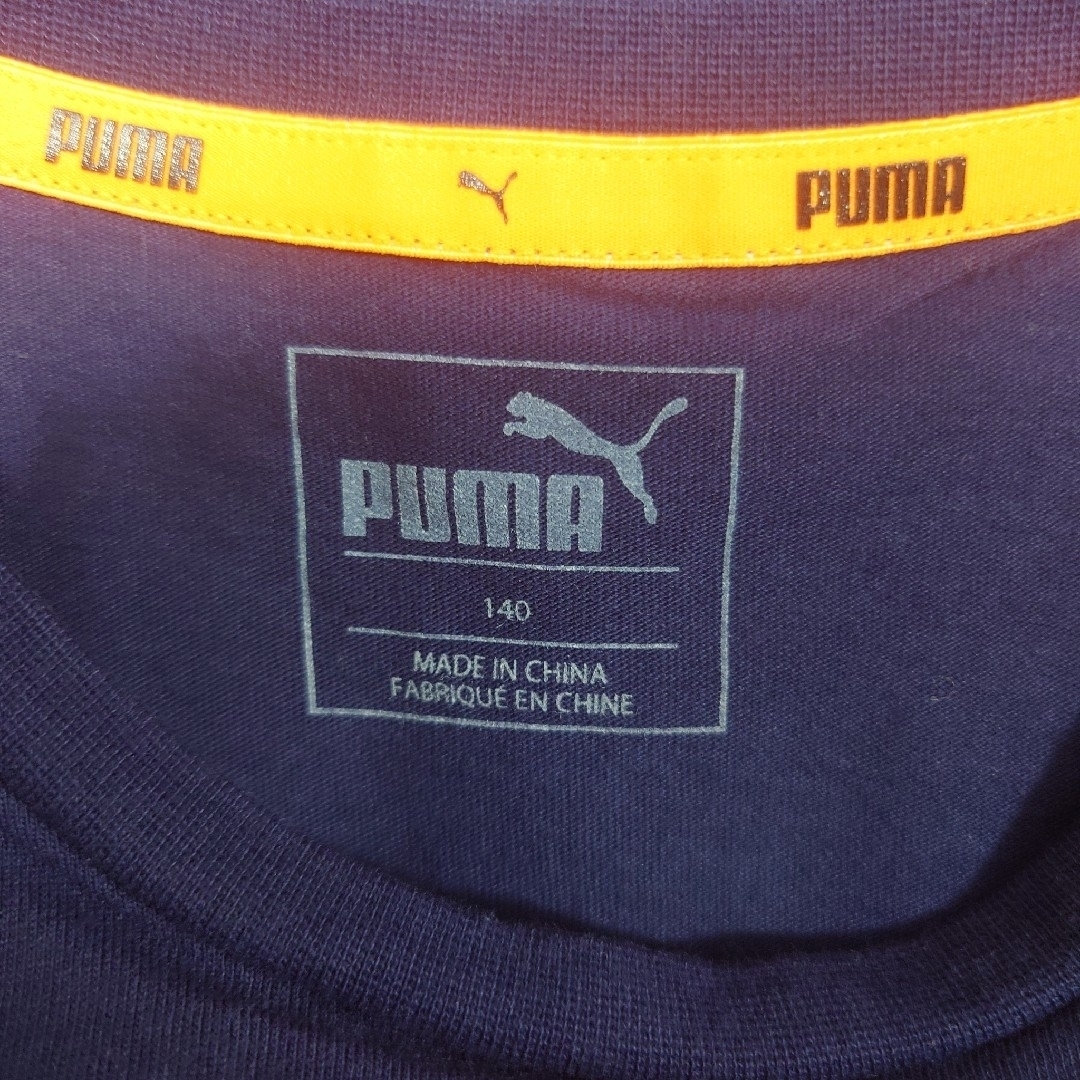 PUMA PUMA
PUMA
140
MADE IN CHINA
FABRIQUÉ EN CHINE